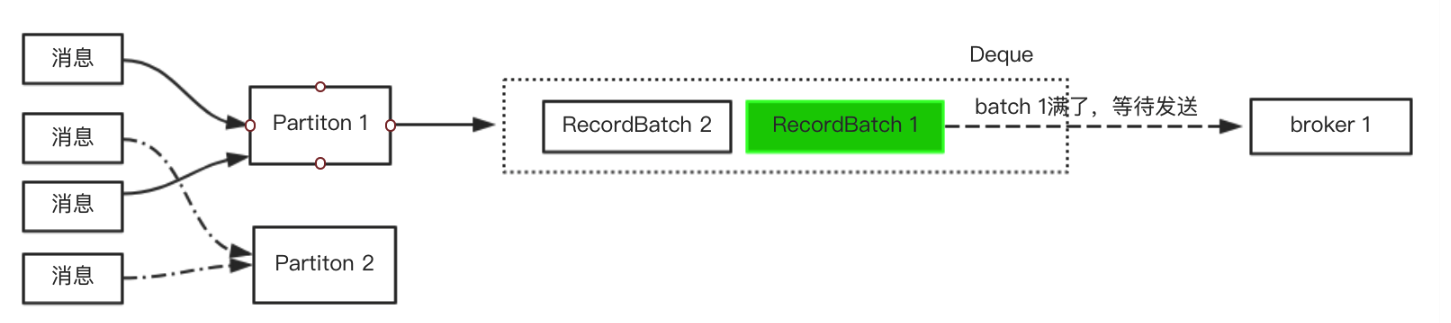 消息
消息
消息
消息
Partiton 1
Partiton 2
Deque
RecordBatch 2
RecordBatch 1
batch 1满了，等待发送
broker 1